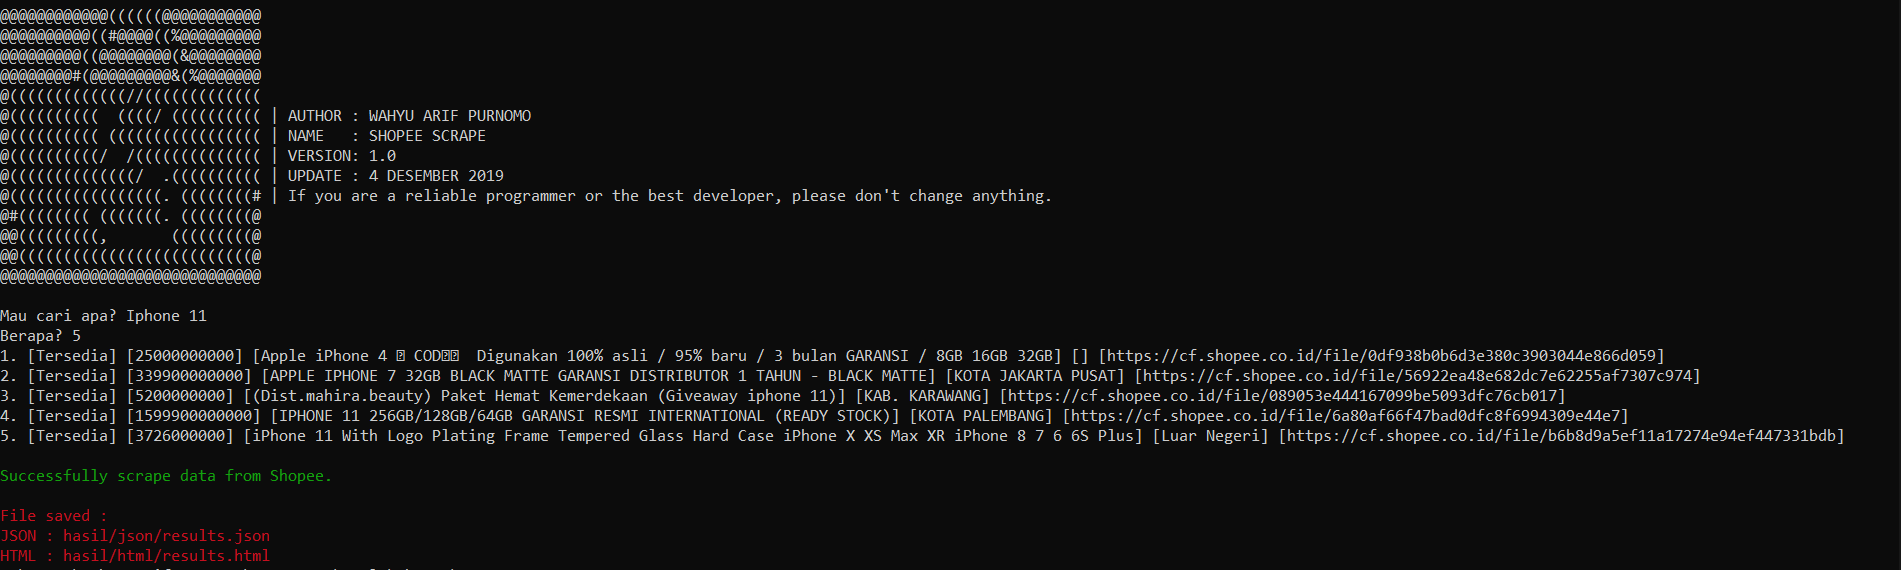 @@@@@@@@@@@@((((((@@@@@@@@@@@
@@@@@@@@@@((#@@@@((%@@@@@@@@@
@@@@@@@@@((@@@@@@@@(&@@@@@@@@
@@@@@@@@#(@@@@@@@@@&(%@@@@@@@
@(((((((((((((//(((((((((((((
@((((((((((  ((((/ (((((((((( | AUTHOR : WAHYU ARIF PURNOMO
@(((((((((( ((((((((((((((((( | NAME   : SHOPEE SCRAPE
@((((((((((/  /(((((((((((((( | VERSION: 1.0
@((((((((((((((/  .(((((((((( | UPDATE : 4 DESEMBER 2019
@(((((((((((((((((. ((((((((# | If you are a reliable programmer or the best developer, please don't change anything.
@#(((((((( (((((((. ((((((((@
@@(((((((((,       (((((((((@
@@((((((((((((((((((((((((((@
@@@@@@@@@@@@@@@@@@@@@@@@@@@@@
Mau cari apa? Iphone 11
Berapa? 5
1. [Tersedia] [25000000000] [Apple iPhone 4 COD Digunakan 100% asli / 95% baru / 3 bulan GARANSI / 8GB 16GB 32GB] [] [https://cf.shopee.co.id/file/0df938b0b6d3e380c3903044e866d059]
2. [Tersedia] [339900000000] [APPLE IPHONE 7 32GB BLACK MATTE GARANSI DISTRIBUTOR 1 TAHUN - BLACK MATTE] [KOTA JAKARTA PUSAT] [https://cf.shopee.co.id/file/56922ea48e682dc7e62255af7307c974]
3. [Tersedia] [5200000000] [(Dist.mahira.beauty) Paket Hemat Kemerdekaan (Giveaway iphone 11)] [KAB. KARAWANG] [https://cf.shopee.co.id/file/089053e444167099be5093dfc76cb017]
4. [Tersedia] [1599900000000] [IPHONE 11 256GB/128GB/64GB GARANSI RESMI INTERNATIONAL (READY STOCK)] [KOTA PALEMBANG] [https://cf.shopee.co.id/file/6a80af66f47bad0dfc8f6994309e44e7]
5. [Tersedia] [3726000000] [iPhone 11 With Logo Plating Frame Tempered Glass Hard Case iPhone X XS Max XR iPhone 8 7 6 6S Plus] [Luar Negeri] [https://cf.shopee.co.id/file/b6b8d9a5ef11a17274e94ef447331bdb]
Successfully scrape data from Shopee.
File saved :
JSON : hasil/json/results.json
HTML : hasil/html/results.html